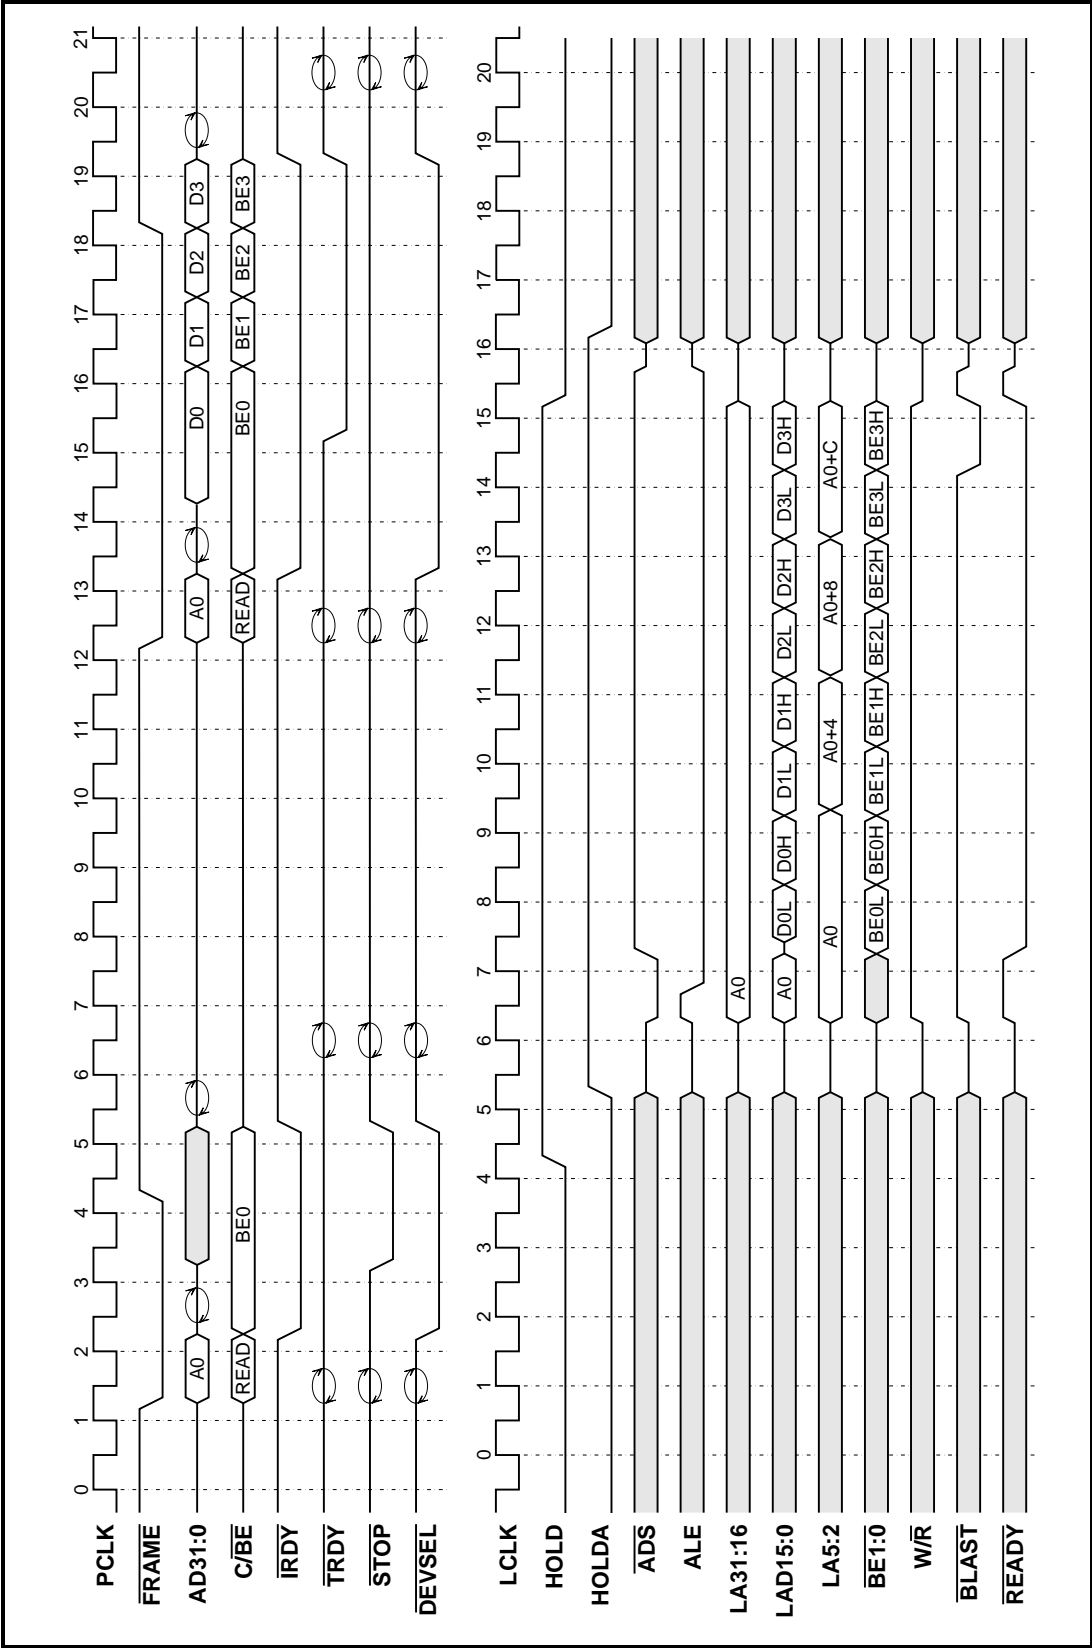 PCLK
0 1 2 3 4 5 6 7 8 9 10 11 12 13 14 15 16 17 18 19 20 21
FRAME
AD31:0
A0 A0 D0 D1 D2 D3
C/BE
READ BE0 READ BE0 BE1 BE2 BE3
IRDY
TRDY
STOP
DEVSEL
LCLK
0 1 2 3 4 5 6 7 8 9 10 11 12 13 14 15 16 17 18 19 20
HOLD
HOLDA
ADS
ALE
LA31:16
A0
LAD15:0
A0 D0L D0H D1L D1H D2L D2H D3L D3H
LA5:2
A0 A0+4 A0+8 A0+C
BE1:0
BE0L BE0H BE1L BE1H BE2L BE2H BE3L BE3H
W/R
BLAST
READY